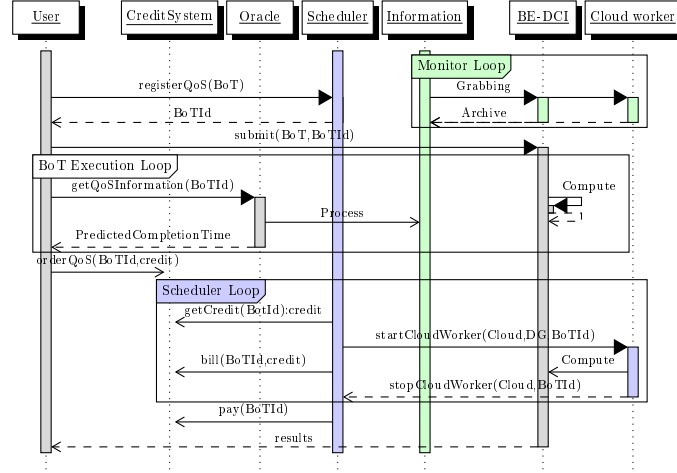 User CreditSystem Oracle Scheduler Information BE-DCI Cloud worker
Monitor Loop
registerQoS(BoT) Grabbing
BoTId Archive
submit(BoT,BoTId)
BoT Execution Loop
getQoSInformation(BoTId) Compute
Process
PredictedCompletionTime
orderQoS(BoTId,credit)
Scheduler Loop
getCredit(BotId):credit
startCloudWorker(Cloud,DG,BoTId)
bill(BoTId,credit) Compute
stopCloudWorker(Cloud,BoTId)
pay(BoTId)
results